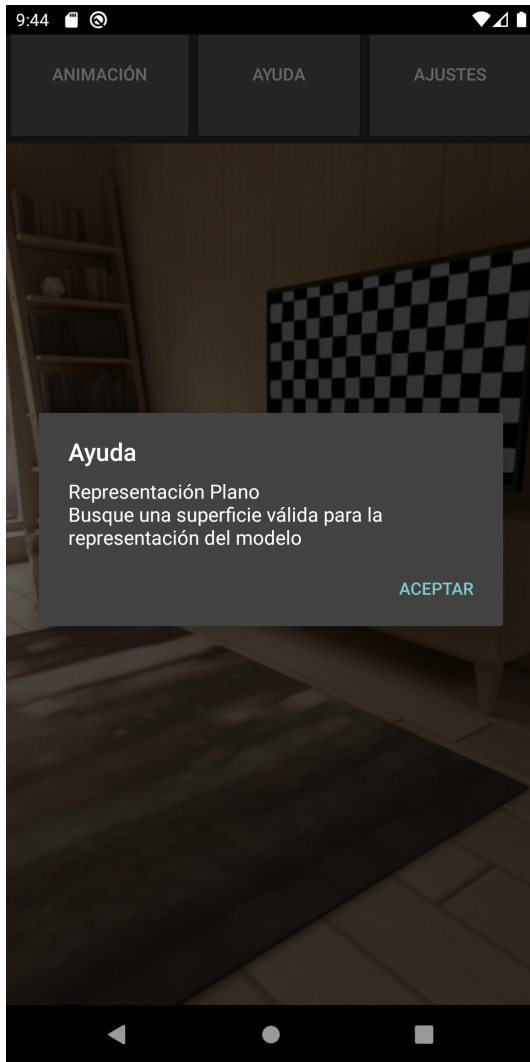 9:44
ANIMACIÓN AYUDA AJUSTES
Ayuda
Representación Plano
Busque una superficie válida para la
representación del modelo
ACEPTAR